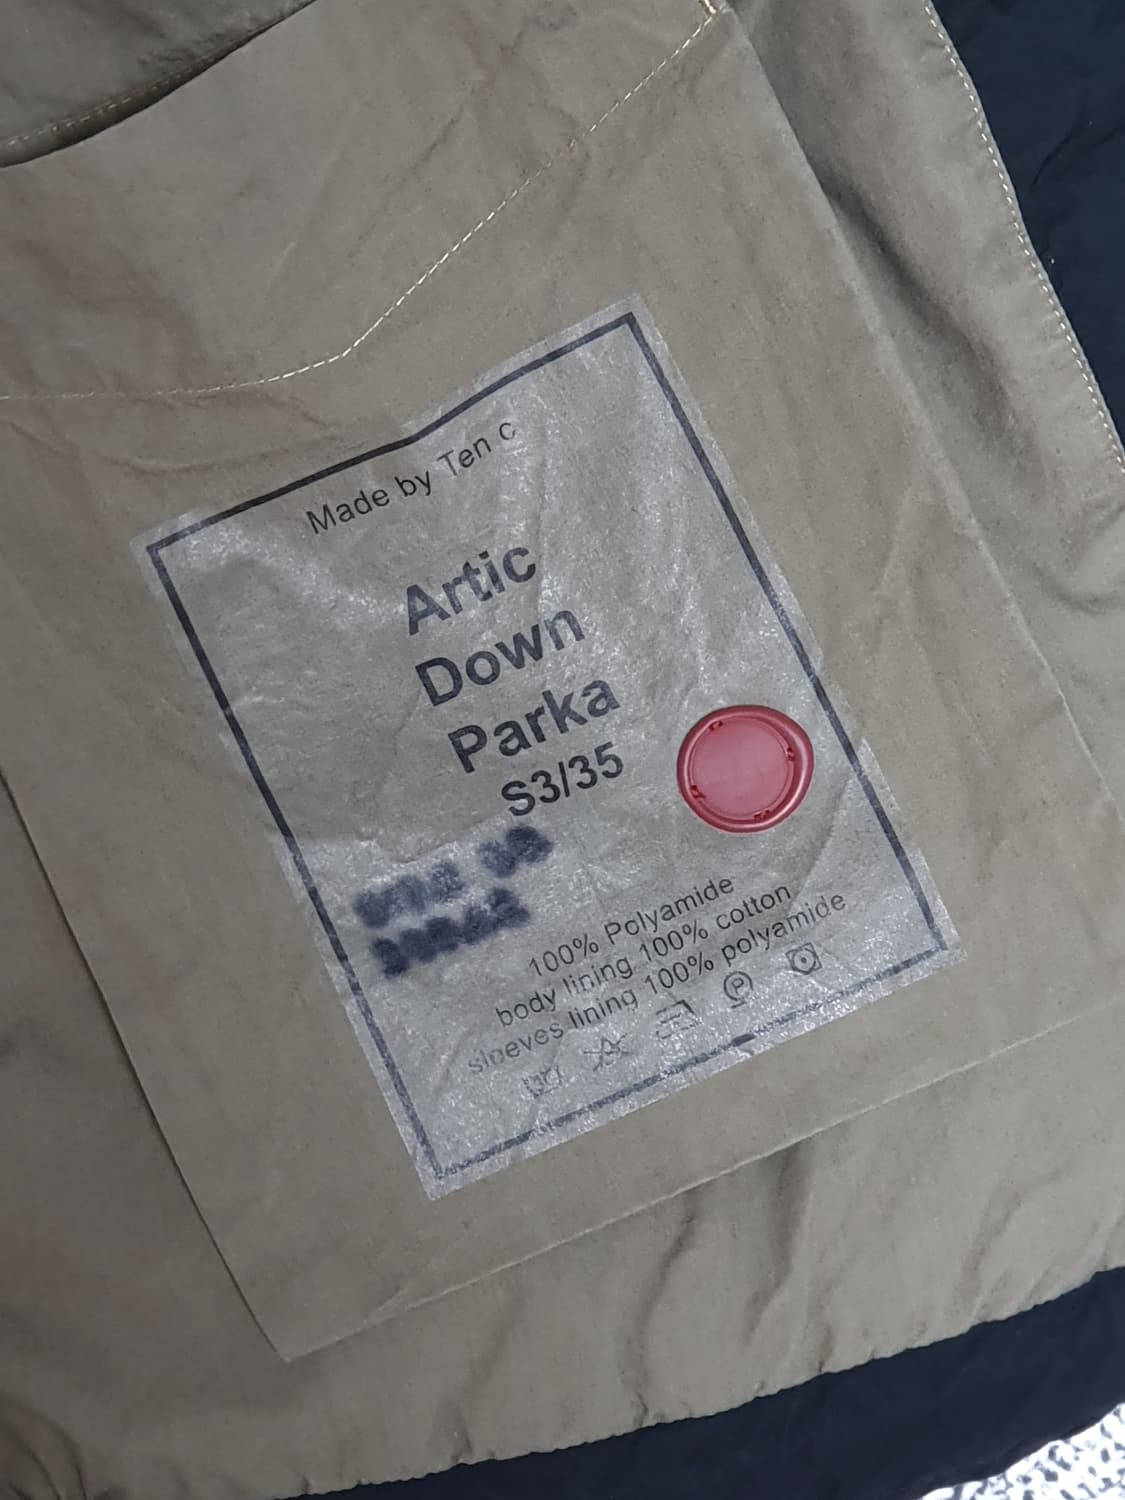 Made by Ten c
Artic
Down
Parka
S3/35
100% Polyamide
body lining 100% cotton
sleeves lining 100% polyamide